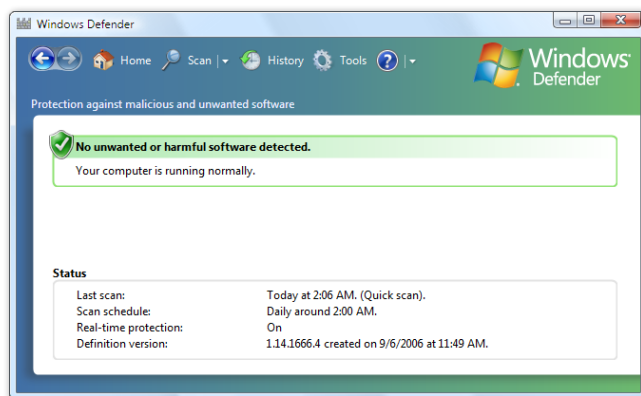 Windows Defender
Home Scan History Tools ?
Windows
Defender
Protection against malicious and unwanted software
No unwanted or harmful software detected.
Your computer is running normally.
Status
Last scan: Today at 2:06 AM. (Quick scan).
Scan schedule: Daily around 2:00 AM.
Real-time protection: On
Definition version: 1.14.1666.4 created on 9/6/2006 at 11:49 AM.